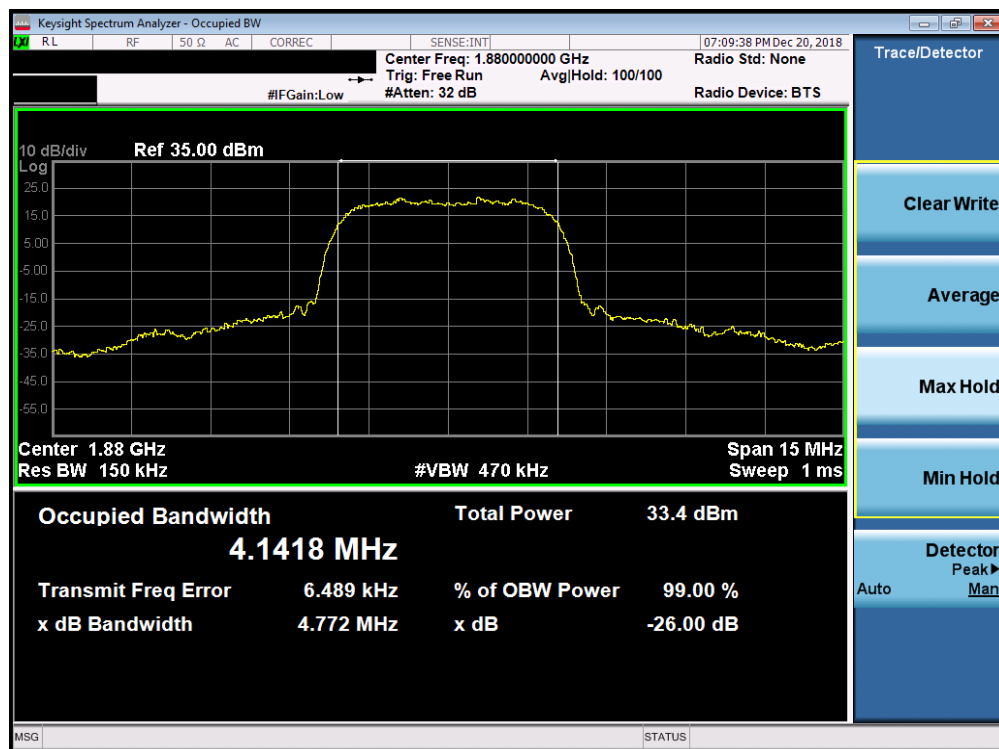 Keysight Spectrum Analyzer - Occupied BW
LXI RL RF 50 Ω AC CORREC SENSE:INT 07:09:38 PM Dec 20, 2018
Center Freq: 1.880000000 GHz Radio Std: None
Trig: Free Run Avg|Hold: 100/100
#IFGain:Low #Atten: 32 dB Radio Device: BTS
10 dB/div Ref 35.00 dBm
Log
25.0
15.0
5.00
-5.00
-15.0
-25.0
-35.0
-45.0
-55.0
Center 1.88 GHz Span 15 MHz
Res BW 150 kHz #VBW 470 kHz Sweep 1 ms
Occupied Bandwidth Total Power 33.4 dBm
4.1418 MHz
Transmit Freq Error 6.489 kHz % of OBW Power 99.00 %
x dB Bandwidth 4.772 MHz x dB -26.00 dB
MSG STATUS
Trace/Detector
Clear Write
Average
Max Hold
Min Hold
Detector
Peak▶
Auto Man